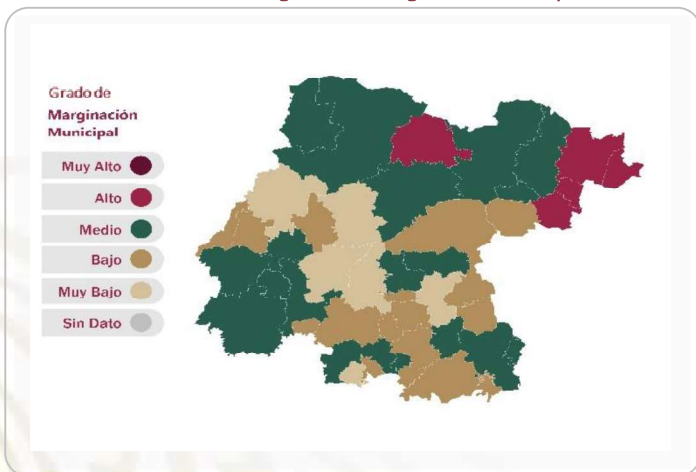 Grado de
Marginación
Municipal
Muy Alto
Alto
Medio
Bajo
Muy Bajo
Sin Dato